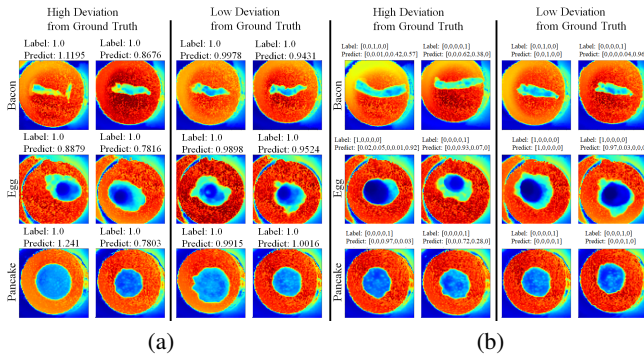 High Deviation
from Ground Truth
Low Deviation
from Ground Truth
High Deviation
from Ground Truth
Low Deviation
from Ground Truth
Label: 1.0
Predict: 1.1195
Label: 1.0
Predict: 0.8676
Label: 1.0
Predict: 0.9978
Label: 1.0
Predict: 0.9431
Label: [0,0,1,0,0]
Predict: [0,0.01,0,0.42,0.57]
Label: [0,0,0,0,1]
Predict: [0,0,0.62,0.38,0]
Label: [0,0,1,0,0]
Predict: [0,0,1,0,0]
Label: [0,0,0,0,1]
Predict: [0,0,0,0.04,0.96
Bacon
Bacon
Label: 1.0
Predict: 0.8879
Label: 1.0
Predict: 0.7816
Label: 1.0
Predict: 0.9898
Label: 1.0
Predict: 0.9524
Label: [1,0,0,0,0]
Predict: [0.02,0.05,0,0.01,0.92]
Label: [0,0,0,0,1]
Predict: [0,0,0.93,0.07,0]
Label: [1,0,0,0,0]
Predict: [1,0,0,0,0]
Label: [1,0,0,0,0]
Predict: [0.97,0.03,0,0,
Egg
Egg
Label: 1.0
Predict: 1.241
Label: 1.0
Predict: 0.7803
Label: 1.0
Predict: 0.9915
Label: 1.0
Predict: 1.0016
Label: [0,0,0,0,1]
Predict: [0,0,0.97,0,0.03]
Label: [0,0,0,0,1]
Predict: [0,0,0.72,0.28,0]
Label: [0,0,0,0,1]
Predict: [0,0,0,0,1]
Label: [0,0,0,1,0]
Predict: [0,0,0,1,0]
Pancake
Pancake
(a)
(b)